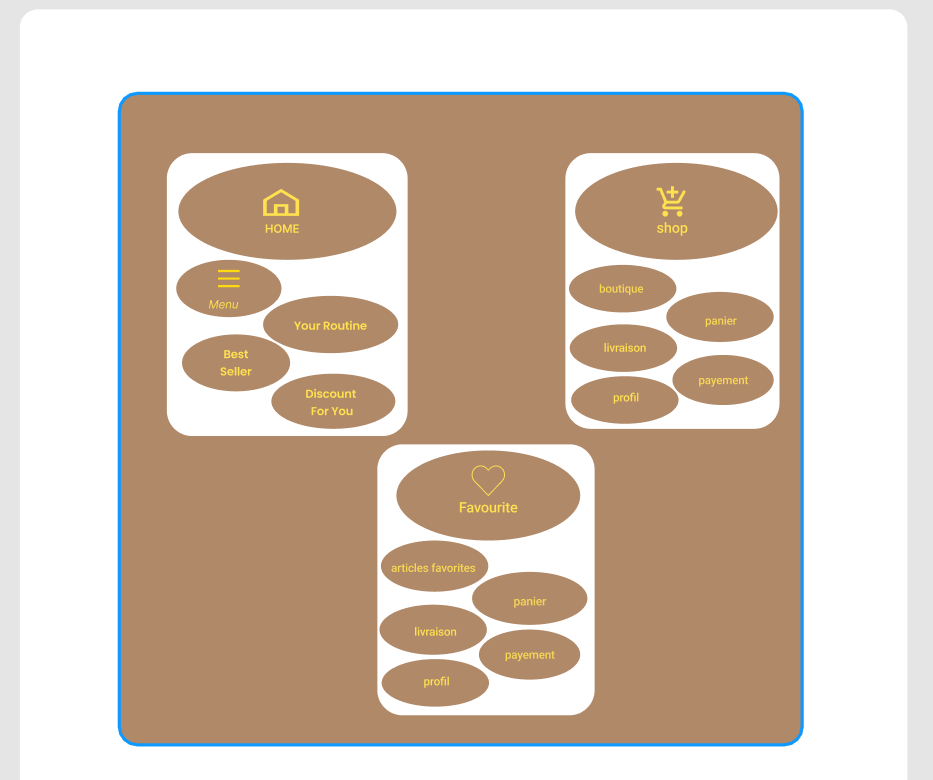 HOME
Menu
Your Routine
Best
Seller
Discount
For You
shop
boutique
panier
livraison
payement
profil
Favourite
articles favorites
panier
livraison
payement
profil